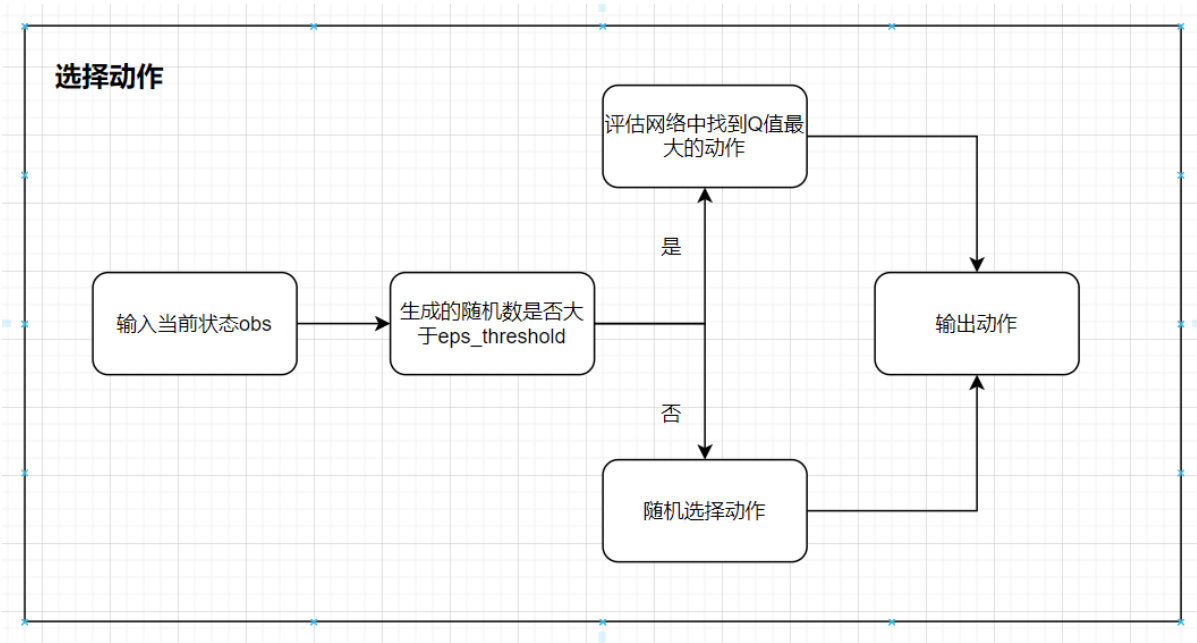 选择动作
评估网络中找到Q值最
大的动作
是
输入当前状态obs
生成的随机数是否大
于eps_threshold
输出动作
否
随机选择动作